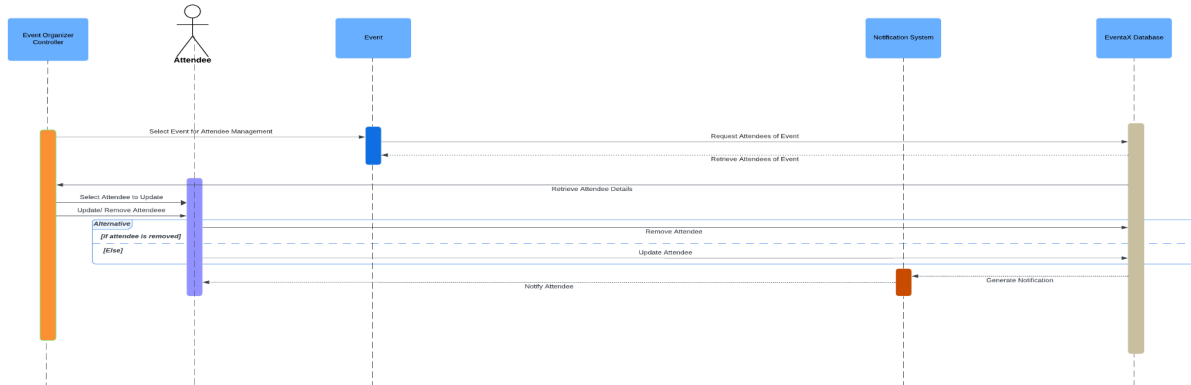 Event Organizer
Controller
Attendee
Event
Notification System
EventaX Database
Select Event for Attendee Management
Request Attendees of Event
Retrieve Attendees of Event
Retrieve Attendee Details
Select Attendee to Update
Update/ Remove Attendeee
Alternative
[if attendee is removed]
Remove Attendee
[Else]
Update Attendee
Generate Notification
Notify Attendee